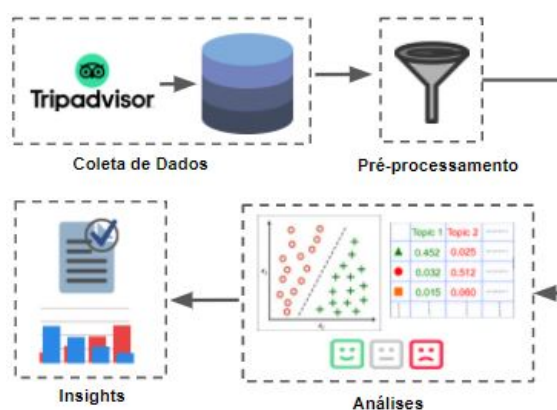 Tripadvisor
Coleta de Dados
Pré-processamento
Topic 1 Topic 2
0.452 0.025
0.032 0.512
0.015 0.060
Insights
Análises